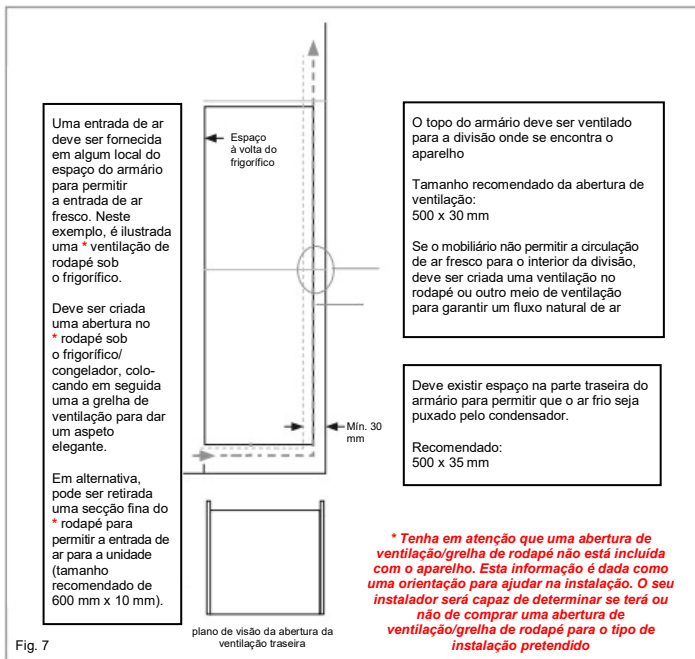 Uma entrada de ar
deve ser fornecida
em algum local do
espaço do armário
para permitir
a entrada de ar
fresco. Neste
exemplo, é ilustrada
uma * ventilação de
rodapé sob
o frigorífico.
Deve ser criada
uma abertura no
* rodapé sob
o frigorífico/
congelador, colo-
cando em seguida
uma a grelha de
ventilação para dar
um aspeto
elegante.
Em alternativa,
pode ser retirada
uma secção fina do
* rodapé para
permitir a entrada de
ar para a unidade
(tamanho
recomendado de
600 mm x 10 mm).
Espaço
à volta do
frigorífico
Mín. 30
mm
O topo do armário deve ser ventilado
para a divisão onde se encontra o
aparelho
Tamanho recomendado da abertura de
ventilação:
500 x 30 mm
Se o mobiliário não permitir a circulação
de ar fresco para o interior da divisão,
deve ser criada uma ventilação no
rodapé ou outro meio de ventilação
para garantir um fluxo natural de ar
Deve existir espaço na parte traseira do
armário para permitir que o ar frio seja
puxado pelo condensador.
Recomendado:
500 x 35 mm
* Tenha em atenção que uma abertura de
ventilação/grelha de rodapé não está incluída
com o aparelho. Esta informação é dada como
uma orientação para ajudar na instalação. O seu
instalador será capaz de determinar se terá ou
não de comprar uma abertura de
ventilação/grelha de rodapé para o tipo de
instalação pretendido
plano de visão da abertura da
ventilação traseira
Fig. 7